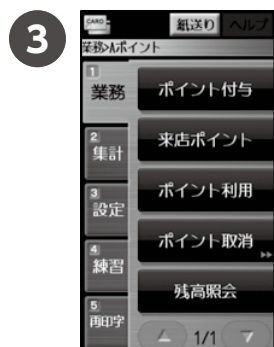 3
CARD
紙送り ヘルプ
業務>Aポイント
1
業務
ポイント付与
2
集計
来店ポイント
3
設定
ポイント利用
4
練習
ポイント取消
5
再印字
残高照会
1/1